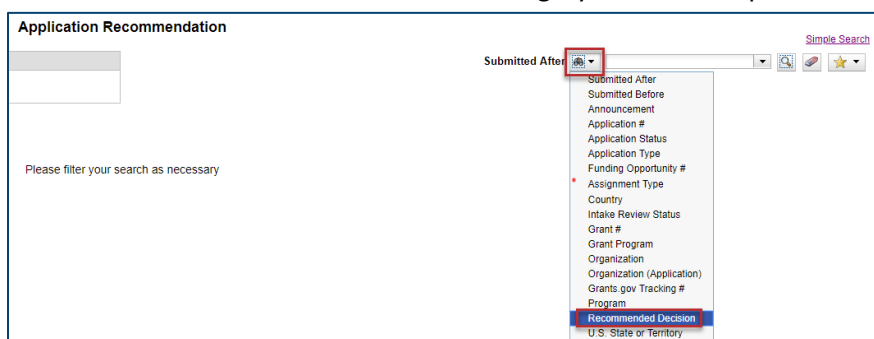 Application Recommendation
Simple Search
Submitted After
Submitted After
Submitted Before
Announcement
Application #
Application Status
Application Type
Funding Opportunity #
* Assignment Type
Country
Intake Review Status
Grant #
Grant Program
Organization
Organization (Application)
Grants.gov Tracking #
Program
Recommended Decision
U.S. State or Territory
Please filter your search as necessary